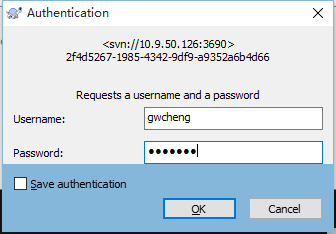 Authentication
<svn://10.9.50.126:3690>
2f4d5267-1985-4342-9df9-a9352a6b4d66
Requests a username and a password
Username:
gwcheng
Password:
●●●●●●●
Save authentication
OK
Cancel